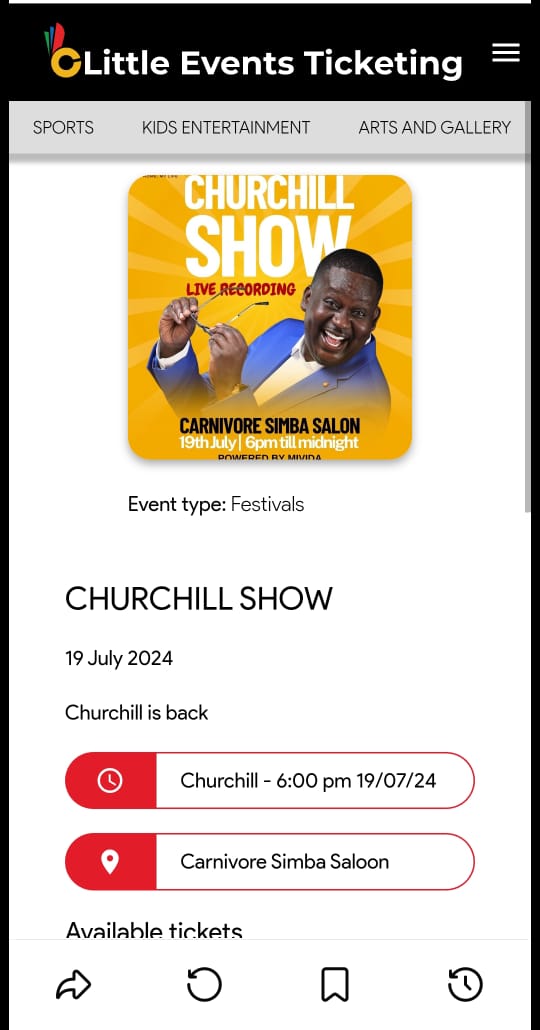 Little Events Ticketing
SPORTS KIDS ENTERTAINMENT ARTS AND GALLERY
CHURCHILL
SHOW
LIVE RECORDING
CARNIVORE SIMBA SALON
19th July | 6pm till midnight
POWERED BY MIVIDA
Event type: Festivals
CHURCHILL SHOW
19 July 2024
Churchill is back
Churchill - 6:00 pm 19/07/24
Carnivore Simba Saloon
Available tickets